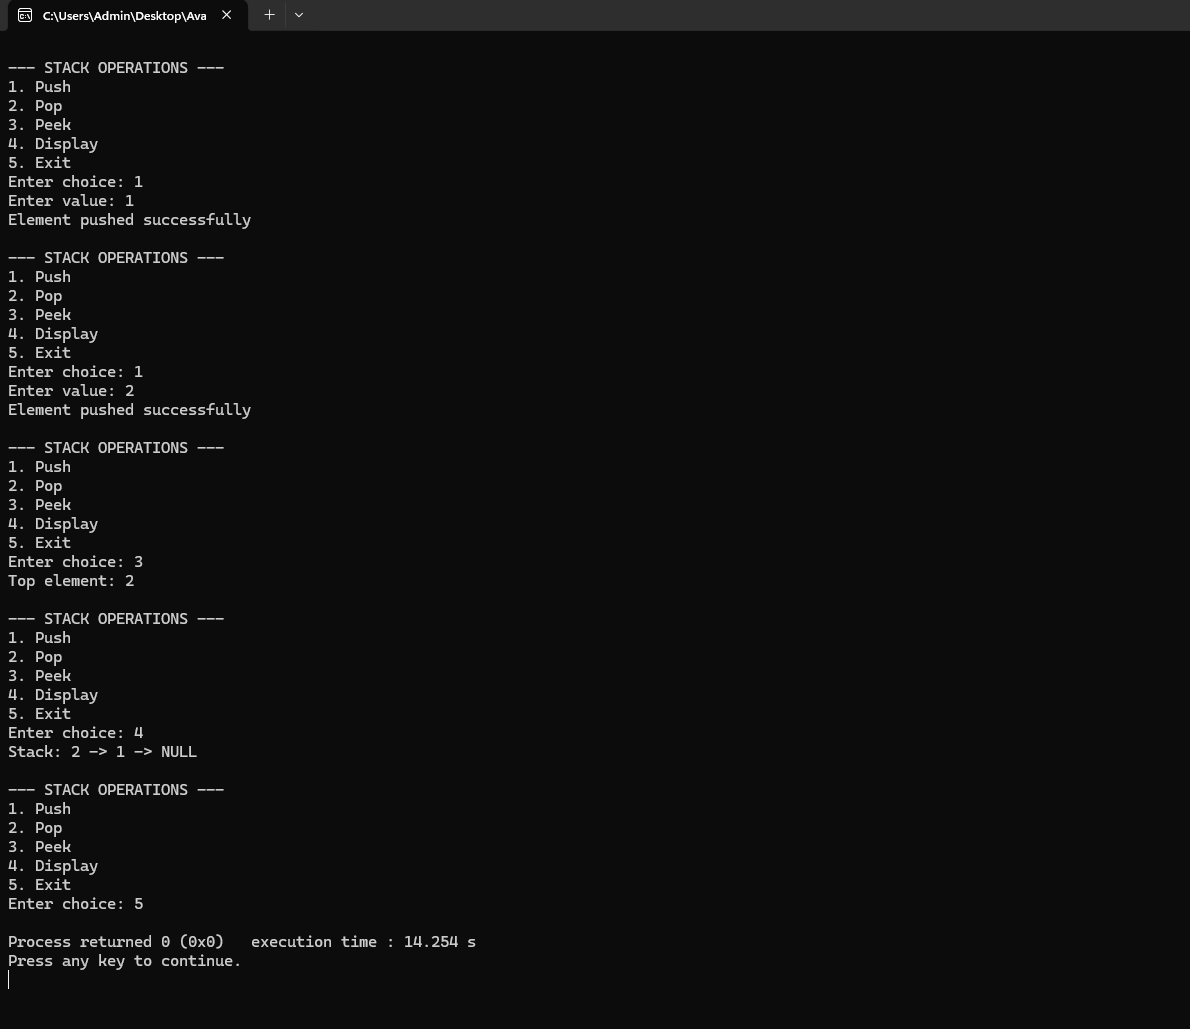 C:\Users\Admin\Desktop\Ava
--- STACK OPERATIONS ---
1. Push
2. Pop
3. Peek
4. Display
5. Exit
Enter choice: 1
Enter value: 1
Element pushed successfully
--- STACK OPERATIONS ---
1. Push
2. Pop
3. Peek
4. Display
5. Exit
Enter choice: 1
Enter value: 2
Element pushed successfully
--- STACK OPERATIONS ---
1. Push
2. Pop
3. Peek
4. Display
5. Exit
Enter choice: 3
Top element: 2
--- STACK OPERATIONS ---
1. Push
2. Pop
3. Peek
4. Display
5. Exit
Enter choice: 4
Stack: 2 -> 1 -> NULL
--- STACK OPERATIONS ---
1. Push
2. Pop
3. Peek
4. Display
5. Exit
Enter choice: 5
Process returned 0 (0x0)   execution time : 14.254 s
Press any key to continue.